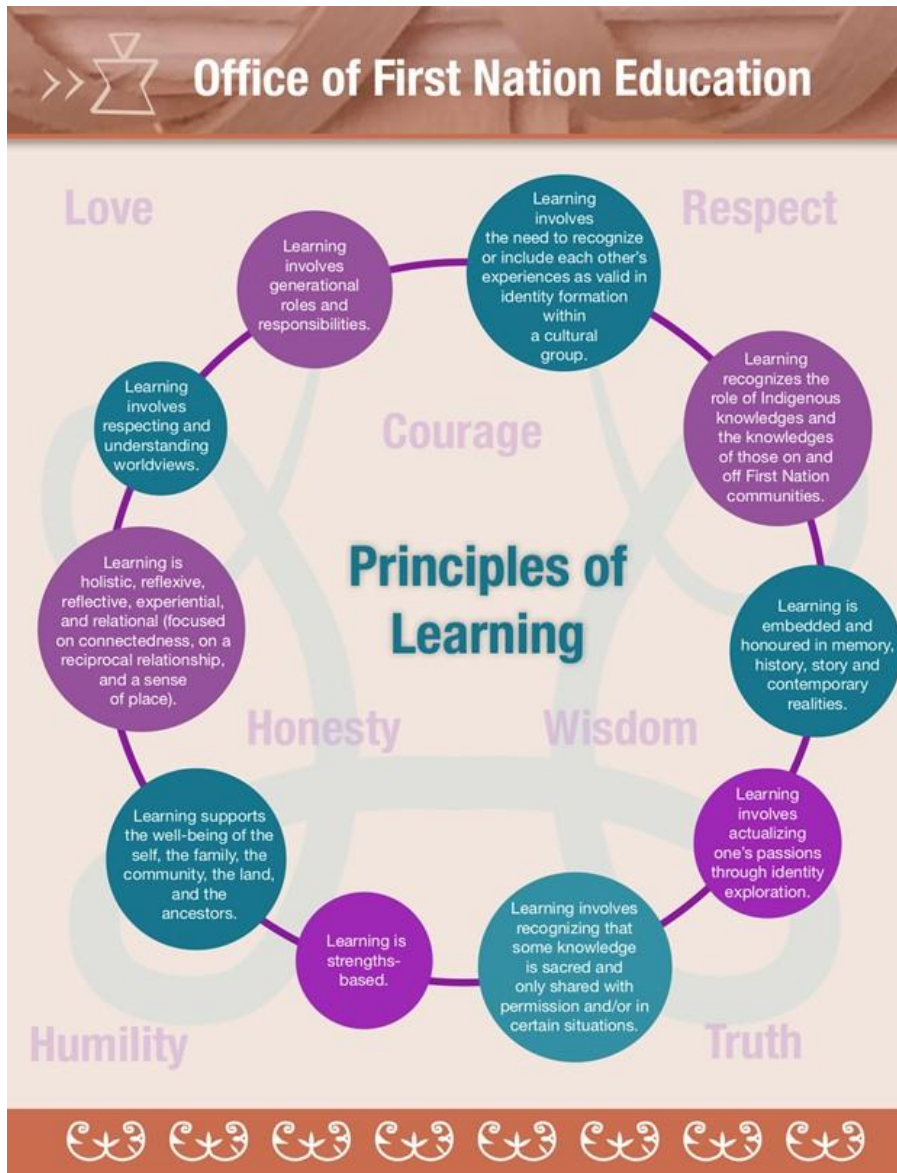 Office of First Nation Education
Love
Respect
Learning
involves
the need to recognize
or include each other's
experiences as valid in
identity formation
within
a cultural
group.
Learning
involves
generational
roles and
responsibilities.
Learning
recognizes the
role of Indigenous
knowledges and
the knowledges
of those on and
off First Nation
communities.
Learning
involves
respecting and
understanding
worldviews.
Courage
Principles of
Learning
Learning is
holistic, reflexive,
reflective, experiential,
and relational (focused
on connectedness, on a
reciprocal relationship,
and a sense
of place).
Learning is
embedded and
honoured in memory,
history, story and
contemporary
realities.
Honesty
Wisdom
Learning
involves
actualizing
one's passions
through identity
exploration.
Learning supports
the well-being of the
self, the family, the
community, the land,
and the
ancestors.
Learning is
strengths-
based.
Learning involves
recognizing that
some knowledge
is sacred and
only shared with
permission and/or in
certain situations.
Humility
Truth